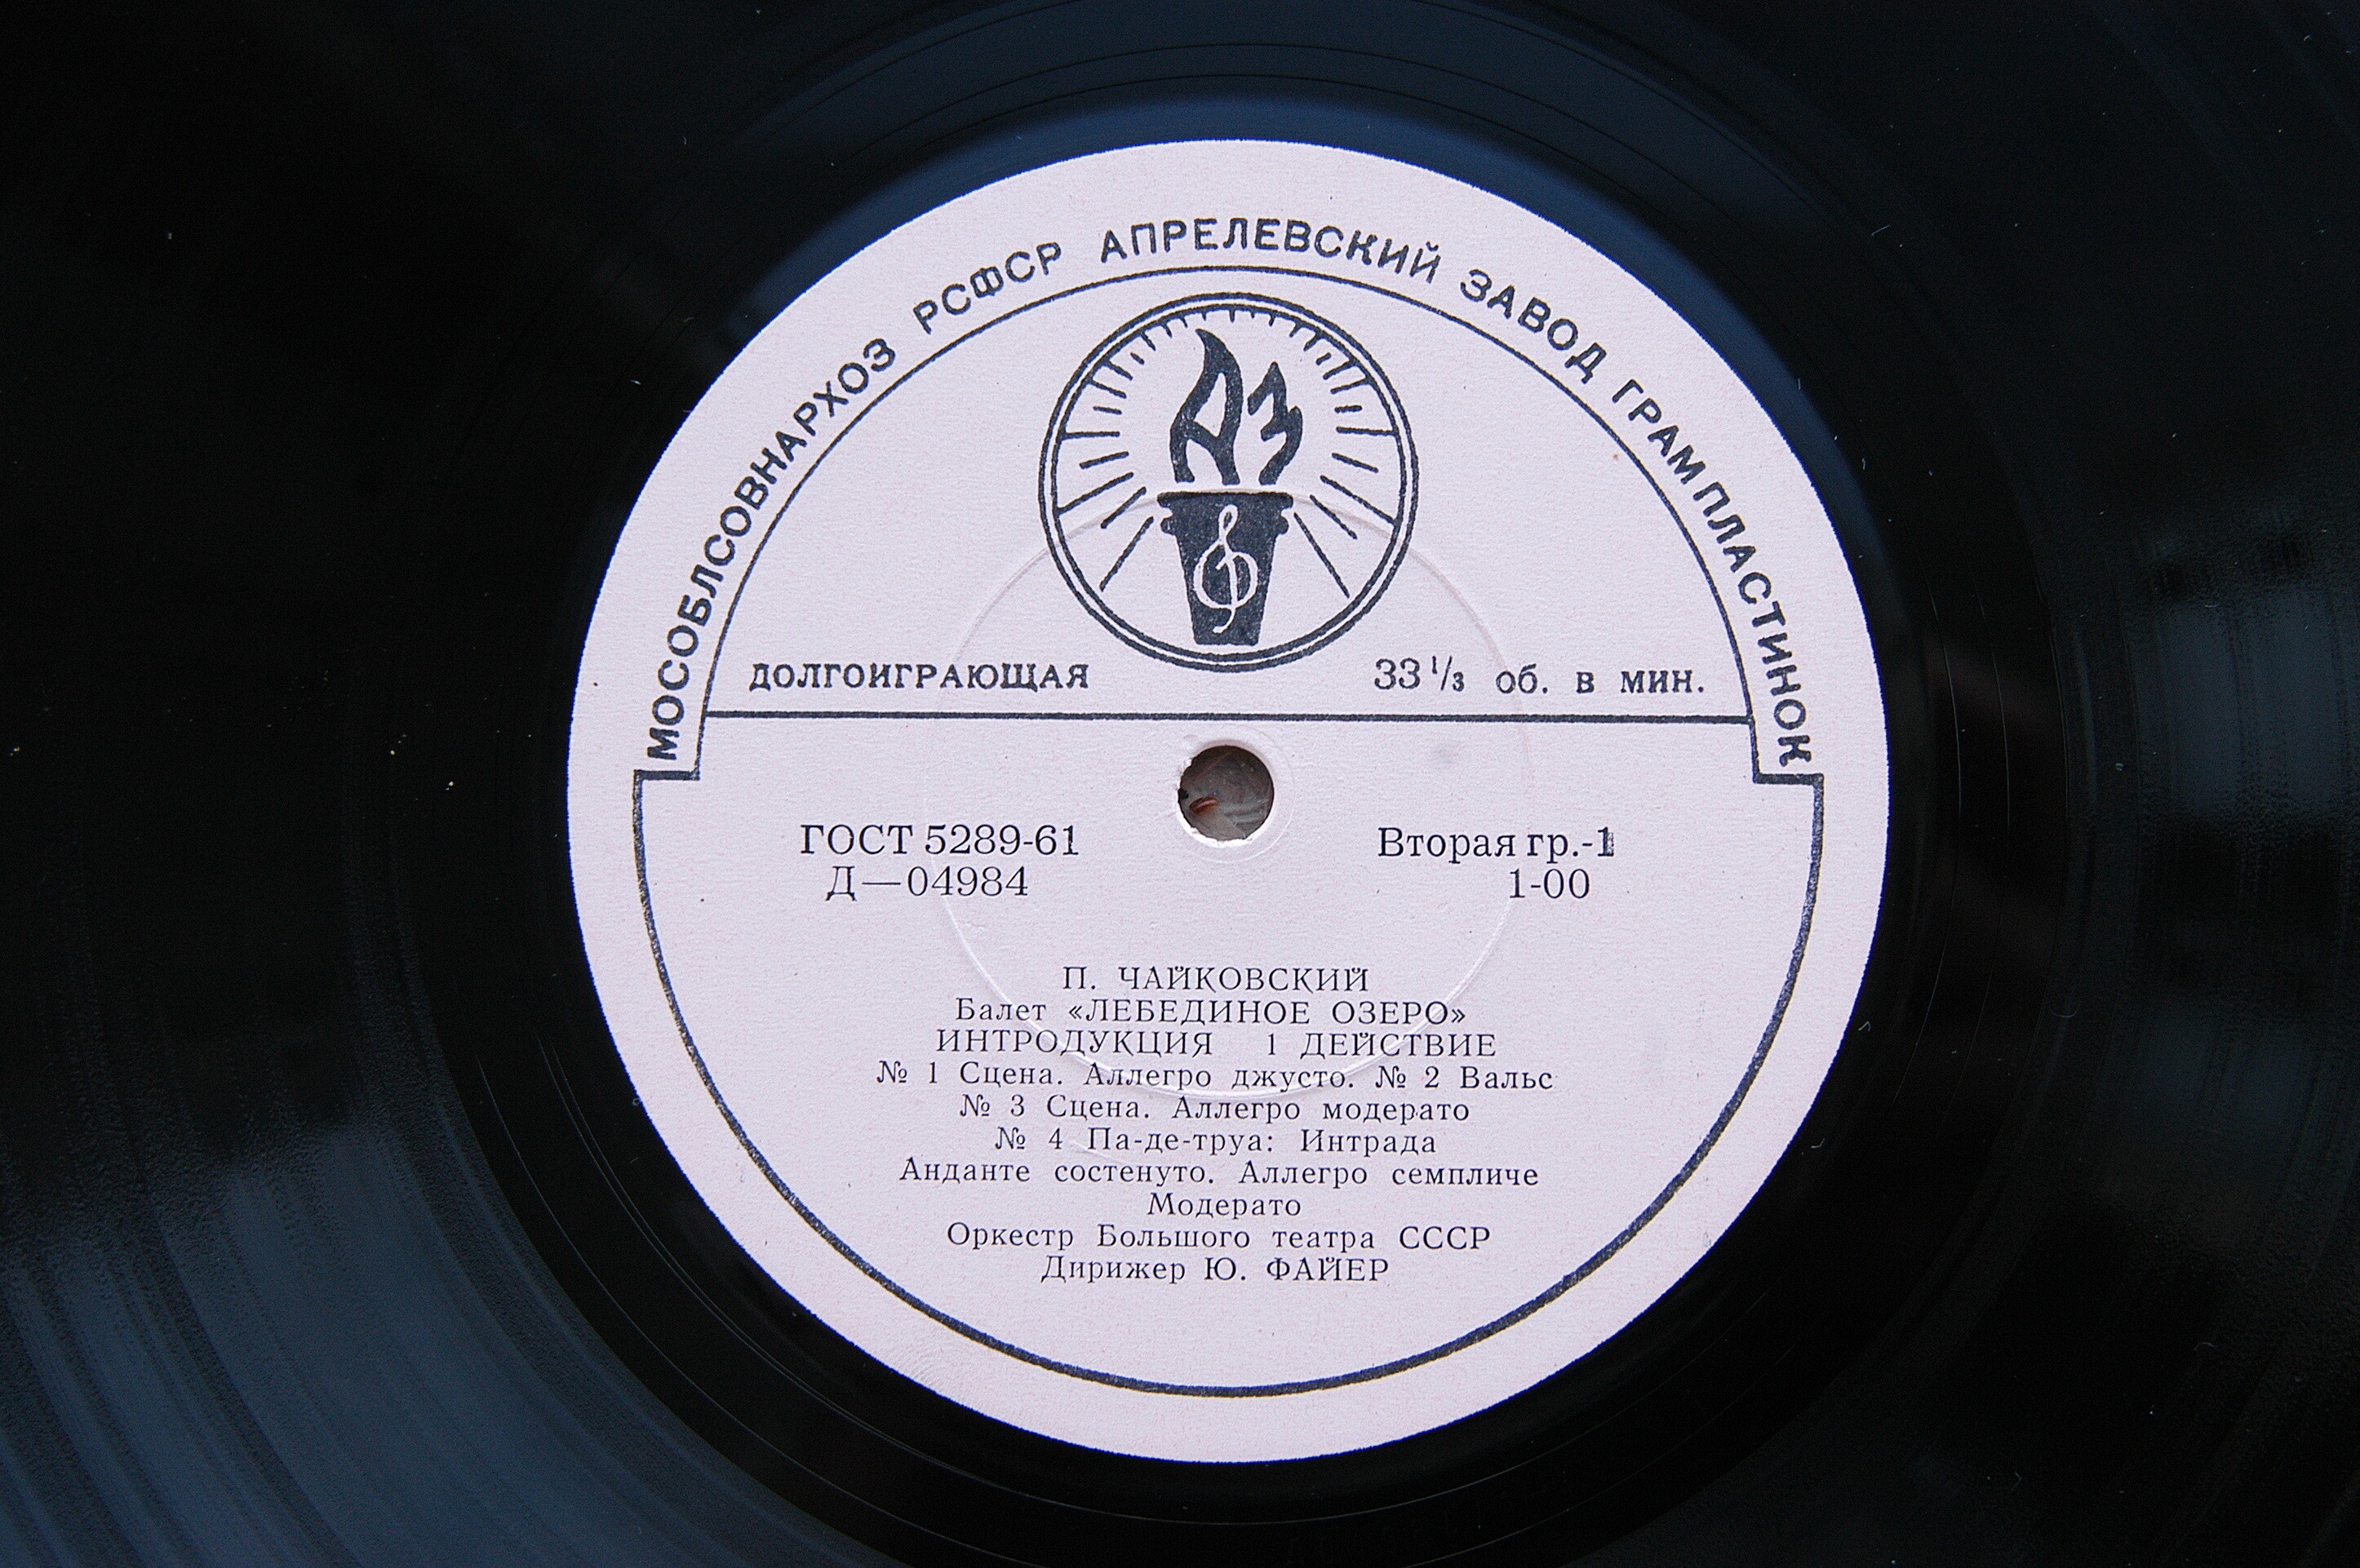 МОСОБЛСОВНАРХОЗ РСФСР АПРЕЛЕВСКИЙ ЗАВОД ГРАМПЛАСТИНОК
АЗ
ДОЛГОИГРАЮЩАЯ 33 1/3 об. в мин.
ГОСТ 5289-61 Вторая гр.-1
Д—04984 1-00
П. ЧАЙКОВСКИЙ
Балет «ЛЕБЕДИНОЕ ОЗЕРО»
ИНТРОДУКЦИЯ 1 ДЕЙСТВИЕ
№ 1 Сцена. Аллегро джусто. № 2 Вальс
№ 3 Сцена. Аллегро модерато
№ 4 Па-де-труа: Интрада
Анданте состенуто. Аллегро семпличе
Модерато
Оркестр Большого театра СССР
Дирижер Ю. ФАЙЕР